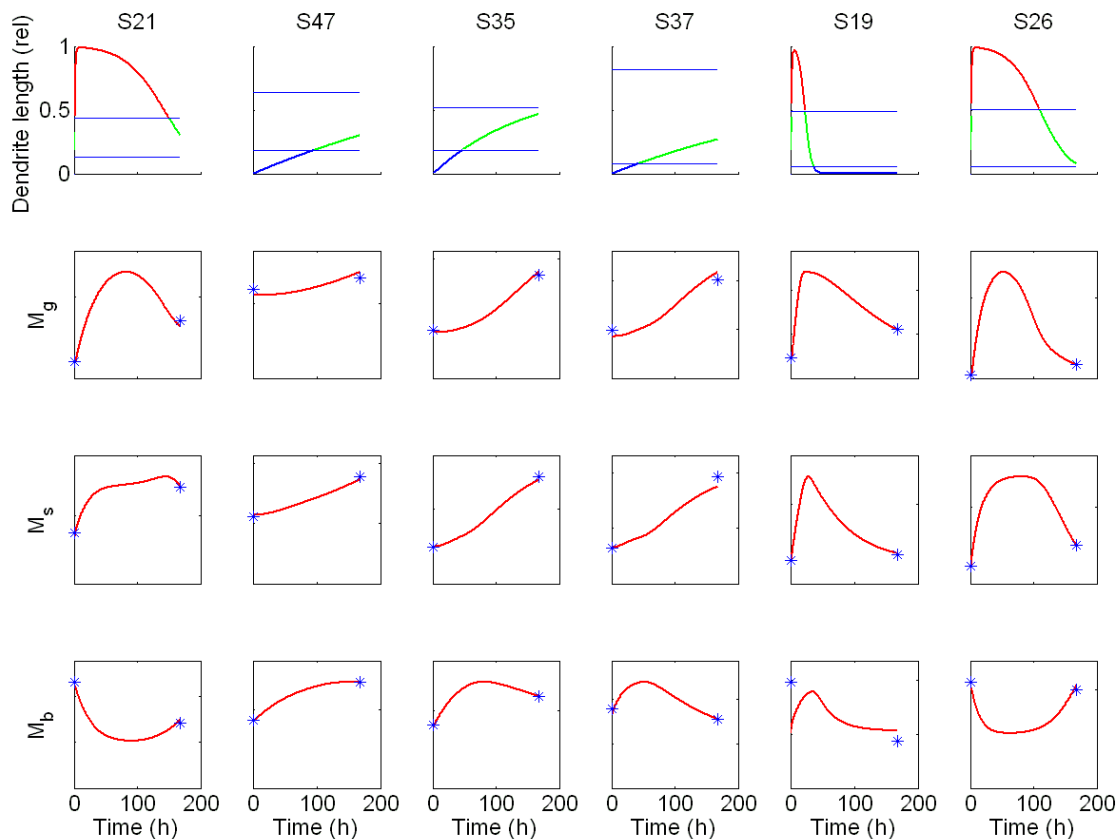 S21 S47 S35 S37 S19 S26
Dendrite length (rel)
1
0.5
0
M_g
M_s
M_b
0 100 200 0 100 200 0 100 200 0 100 200 0 100 200 0 100 200
Time (h) Time (h) Time (h) Time (h) Time (h) Time (h)